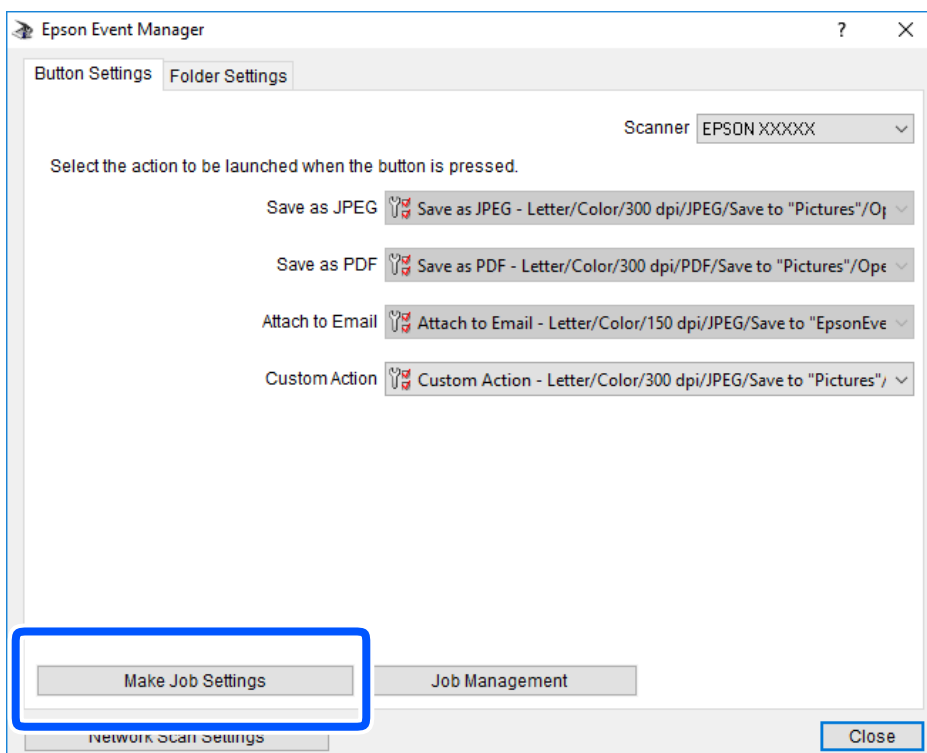 Epson Event Manager
?
Button Settings Folder Settings
Scanner EPSON XXXXX
Select the action to be launched when the button is pressed.
Save as JPEG Save as JPEG - Letter/Color/300 dpi/JPEG/Save to "Pictures"/Op
Save as PDF Save as PDF - Letter/Color/300 dpi/PDF/Save to "Pictures"/Ope
Attach to Email Attach to Email - Letter/Color/150 dpi/JPEG/Save to "EpsonEve
Custom Action Custom Action - Letter/Color/300 dpi/JPEG/Save to "Pictures"/
Make Job Settings Job Management
Network Scan Settings Close